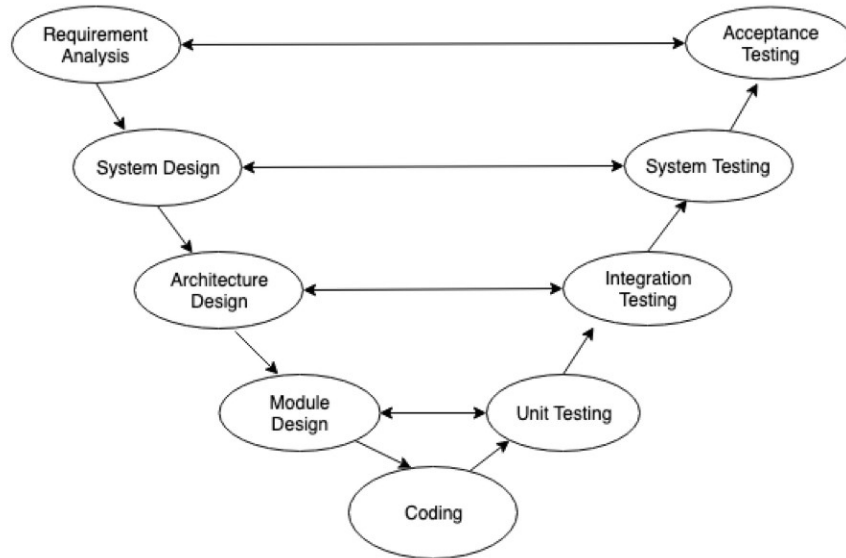 Requirement
Analysis
Acceptance
Testing
System Design
System Testing
Architecture
Design
Integration
Testing
Module
Design
Unit Testing
Coding